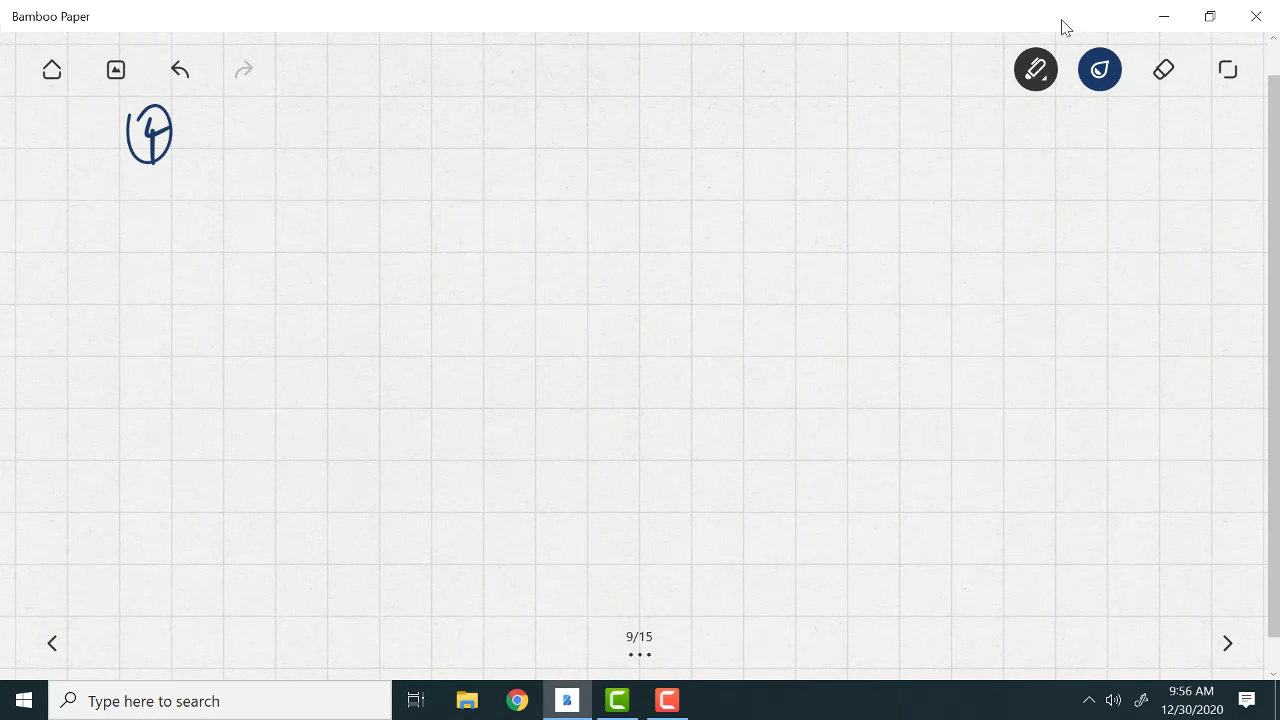 Bamboo Paper
4
9/15
Type here to search
9:56 AM
12/30/2020